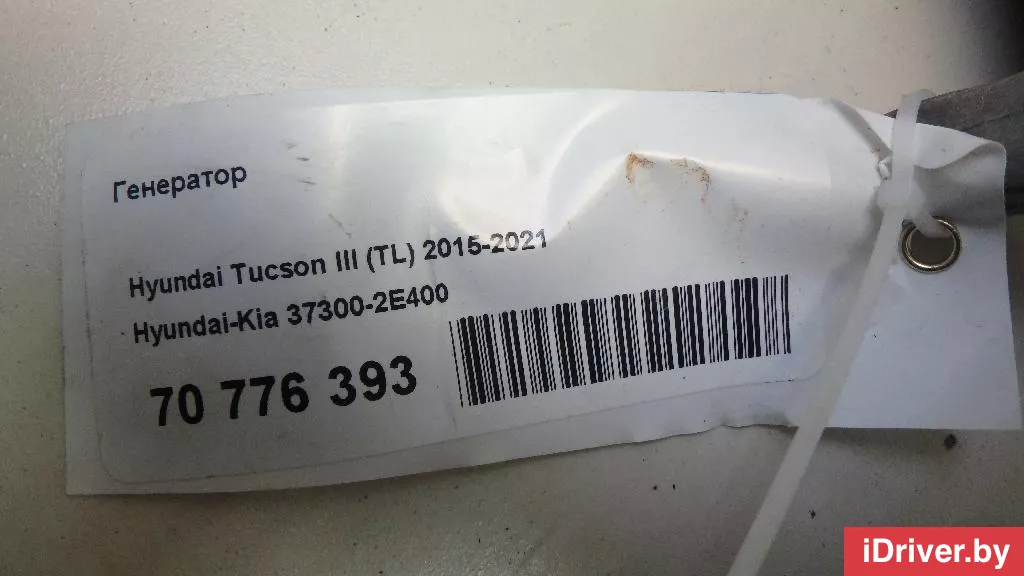 Генератор
Hyundai Tucson III (TL) 2015-2021
Hyundai-Kia 37300-2E400
70 776 393
iDriver.by